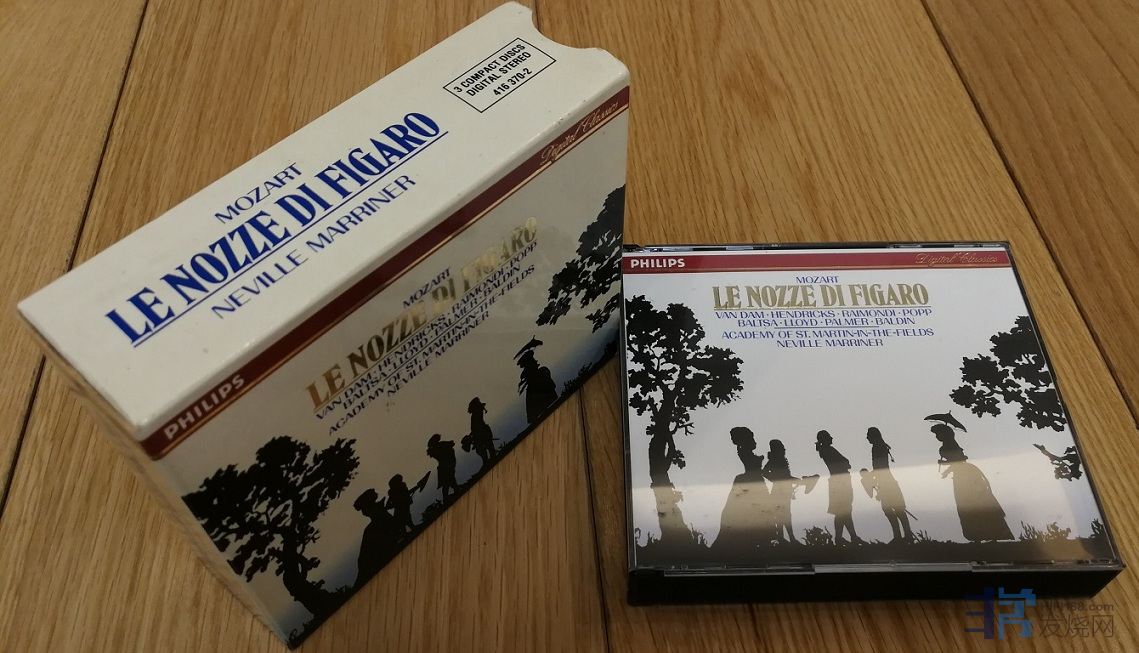 3 COMPACT DISCS
DIGITAL STEREO
416 370-2
MOZART
LE NOZZE DI FIGARO
NEVILLE MARRINER
PHILIPS
Digital Classics
MOZART
LE NOZZE DI FIGARO
VAN DAM · HENDRICKS · RAIMONDI · POPP
BALTSA · LLOYD · PALMER · BALDIN
ACADEMY OF ST. MARTIN-IN-THE-FIELDS
NEVILLE MARRINER
PHILIPS
Digital Classics
MOZART
LE NOZZE DI FIGARO
VAN DAM · HENDRICKS · RAIMONDI · POPP
BALTSA · LLOYD · PALMER · BALDIN
ACADEMY OF ST. MARTIN-IN-THE-FIELDS
NEVILLE MARRINER
发烧网